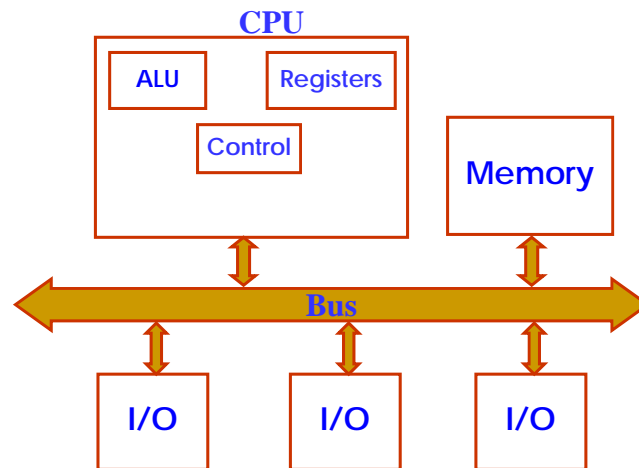 CPU
ALU
Registers
Control
Memory
Bus
I/O
I/O
I/O